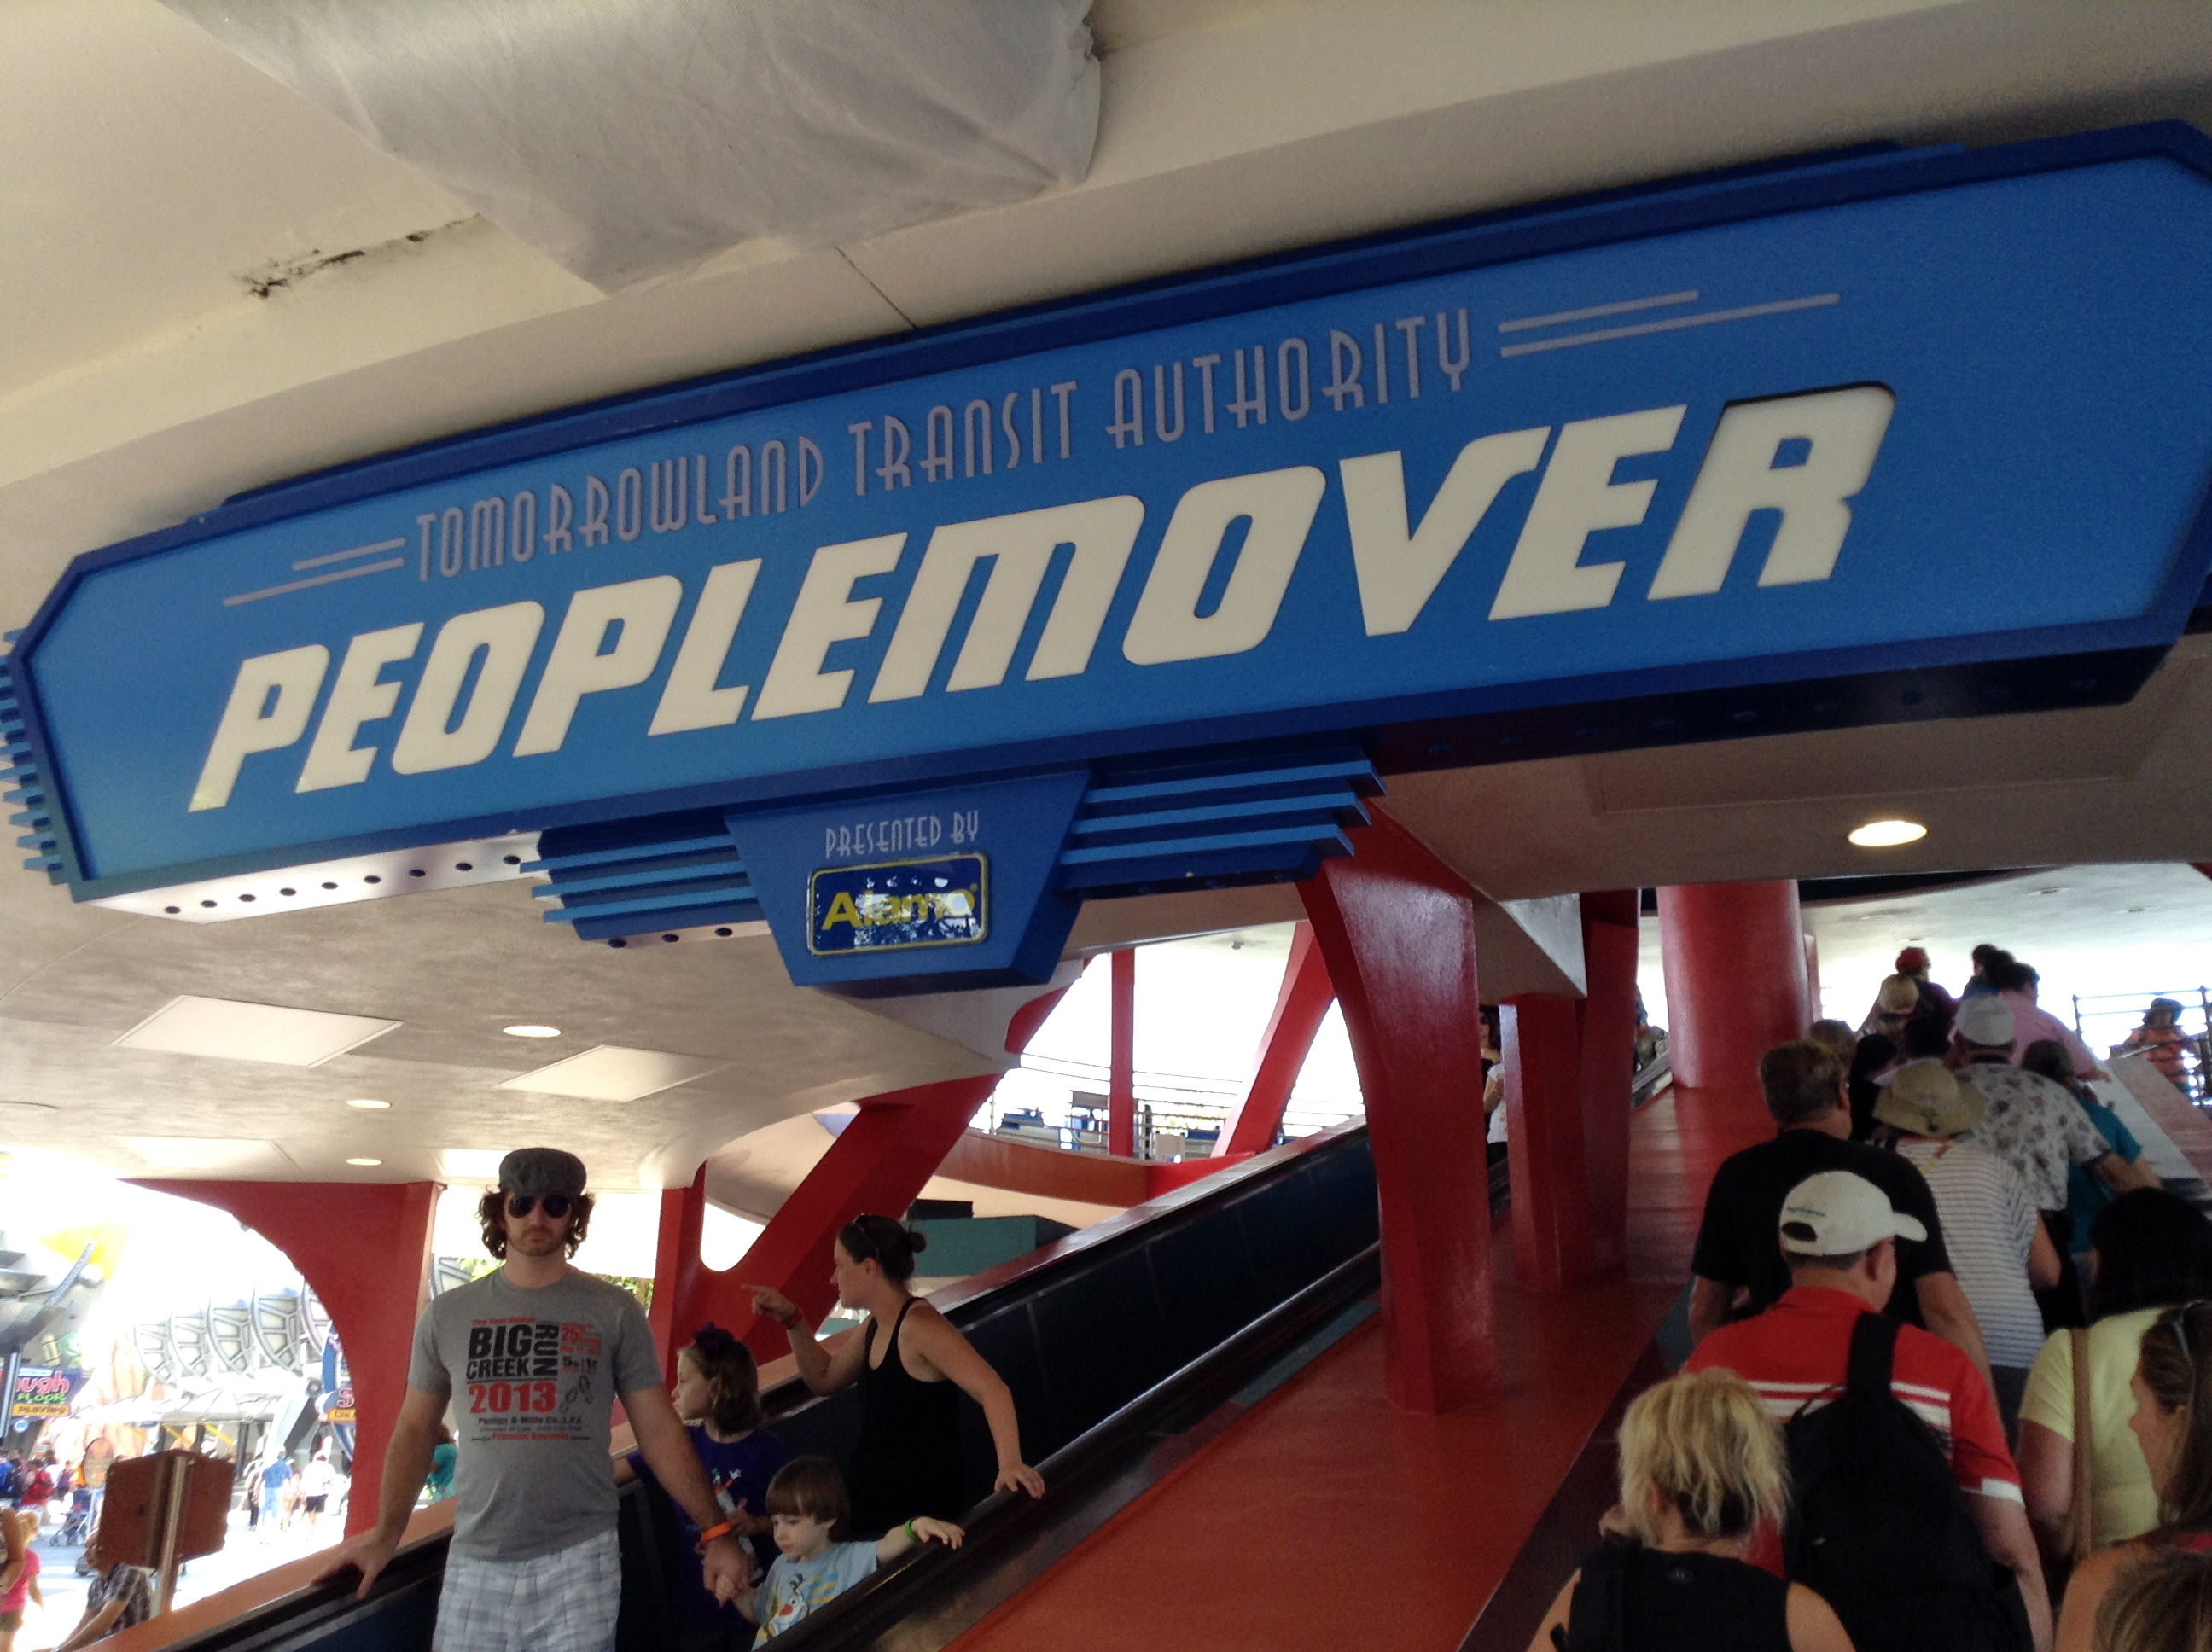 TOMORROWLAND TRANSIT AUTHORITY
PEOPLEMOVER
PRESENTED BY
Alamo
BIG
CREEK
RUN
2013